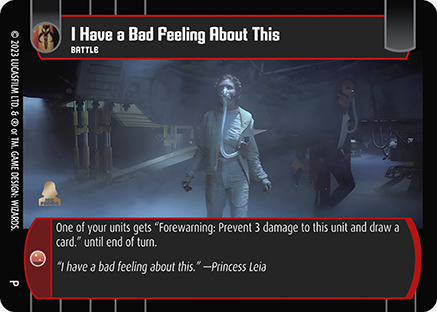 I Have a Bad Feeling About This
BATTLE
© 2023 LUCASFILM LTD. & ® or TM. GAME DESIGN: WIZARDS.
One of your units gets "Forewarning: Prevent 3 damage to this unit and draw a
card." until end of turn.
"I have a bad feeling about this." —Princess Leia
P